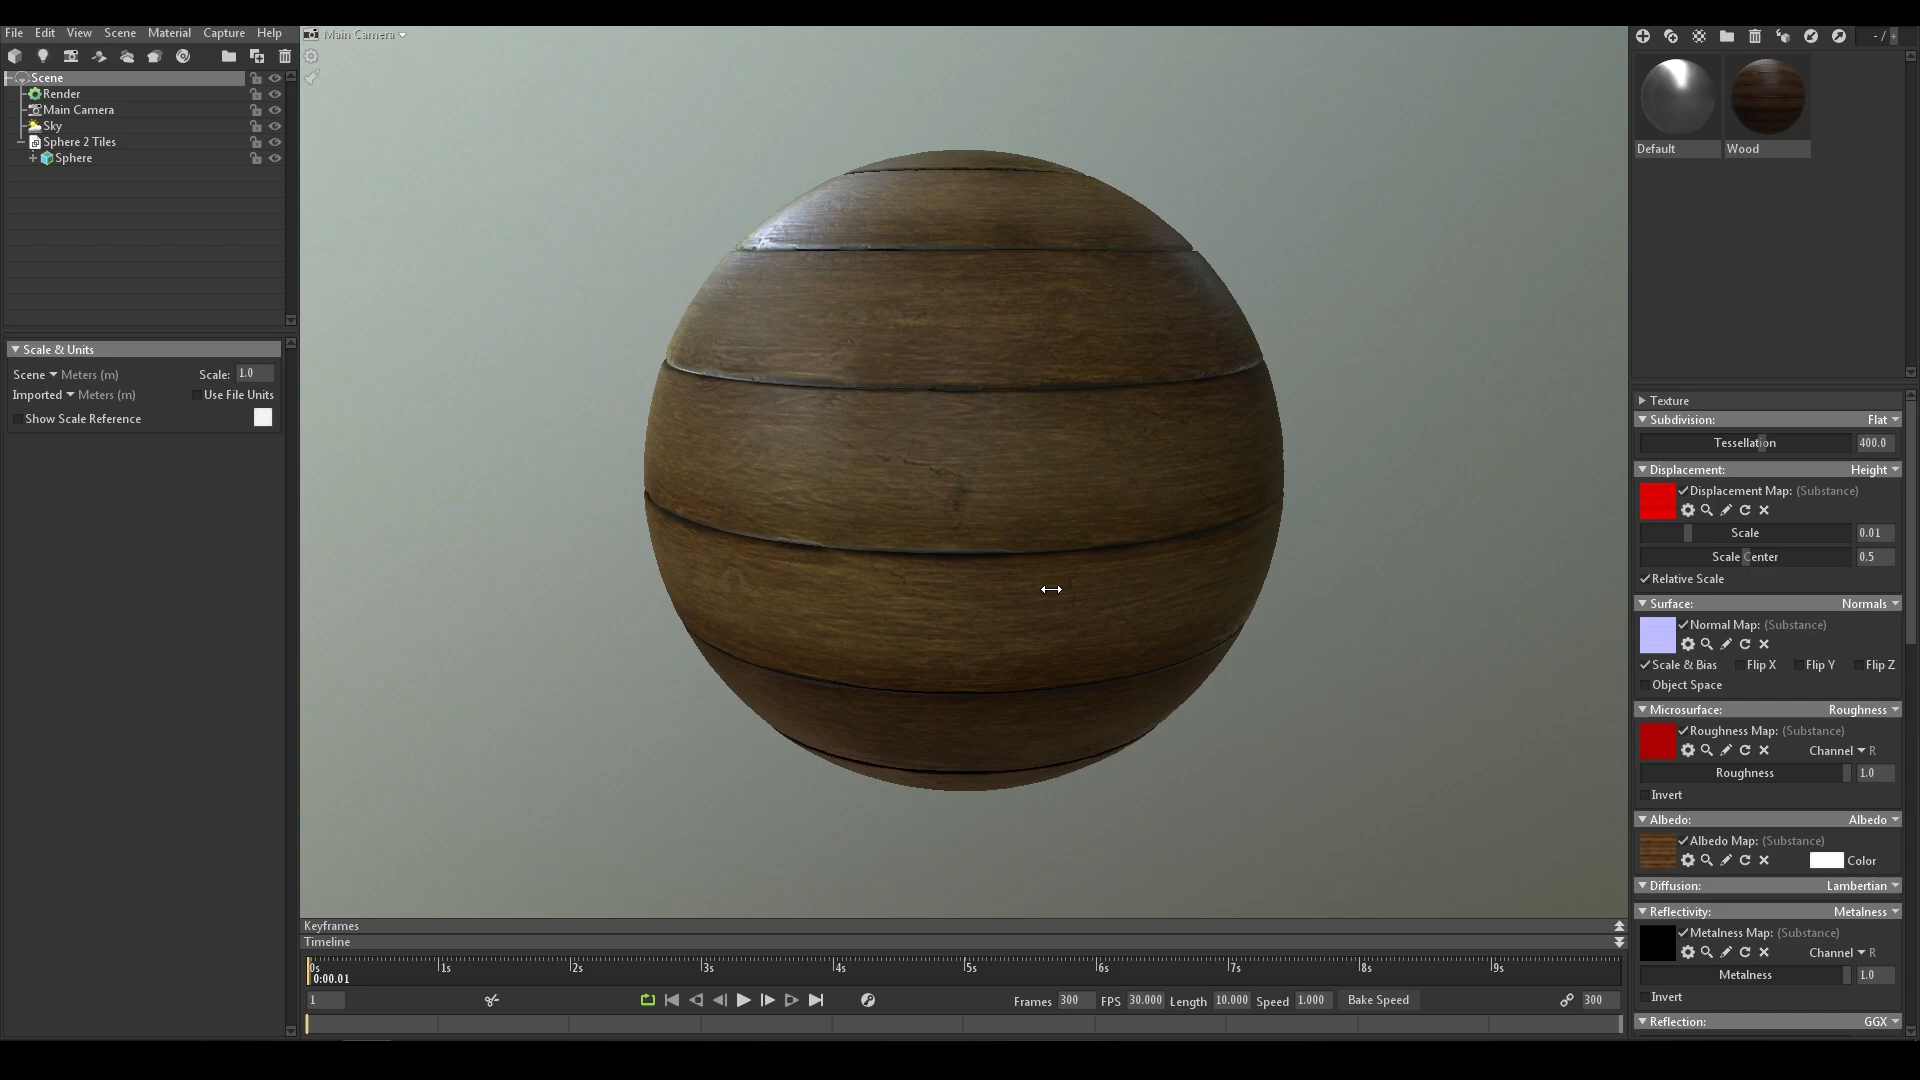 File Edit View Scene Material Capture Help
Scene
Render
Main Camera
Sky
Sphere 2 Tiles
Sphere
Scale & Units
Scene Meters (m) Scale: 1.0
Imported Meters (m) Use File Units
Show Scale Reference
Main Camera
- / +
Default Wood
Texture
Subdivision: Flat
Tessellation 400.0
Displacement: Height
Displacement Map: (Substance)
Scale 0.01
Scale Center 0.5
Relative Scale
Surface: Normals
Normal Map: (Substance)
Scale & Bias Flip X Flip Y Flip Z
Object Space
Microsurface: Roughness
Roughness Map: (Substance)
Channel R
Roughness 1.0
Invert
Albedo: Albedo
Albedo Map: (Substance)
Color
Diffusion: Lambertian
Reflectivity: Metalness
Metalness Map: (Substance)
Channel R
Metalness 1.0
Invert
Reflection: GGX
Keyframes
Timeline
0s 1s 2s 3s 4s 5s 6s 7s 8s 9s
0:00.01
1 Frames 300 FPS 30.000 Length 10.000 Speed 1.000 Bake Speed 300